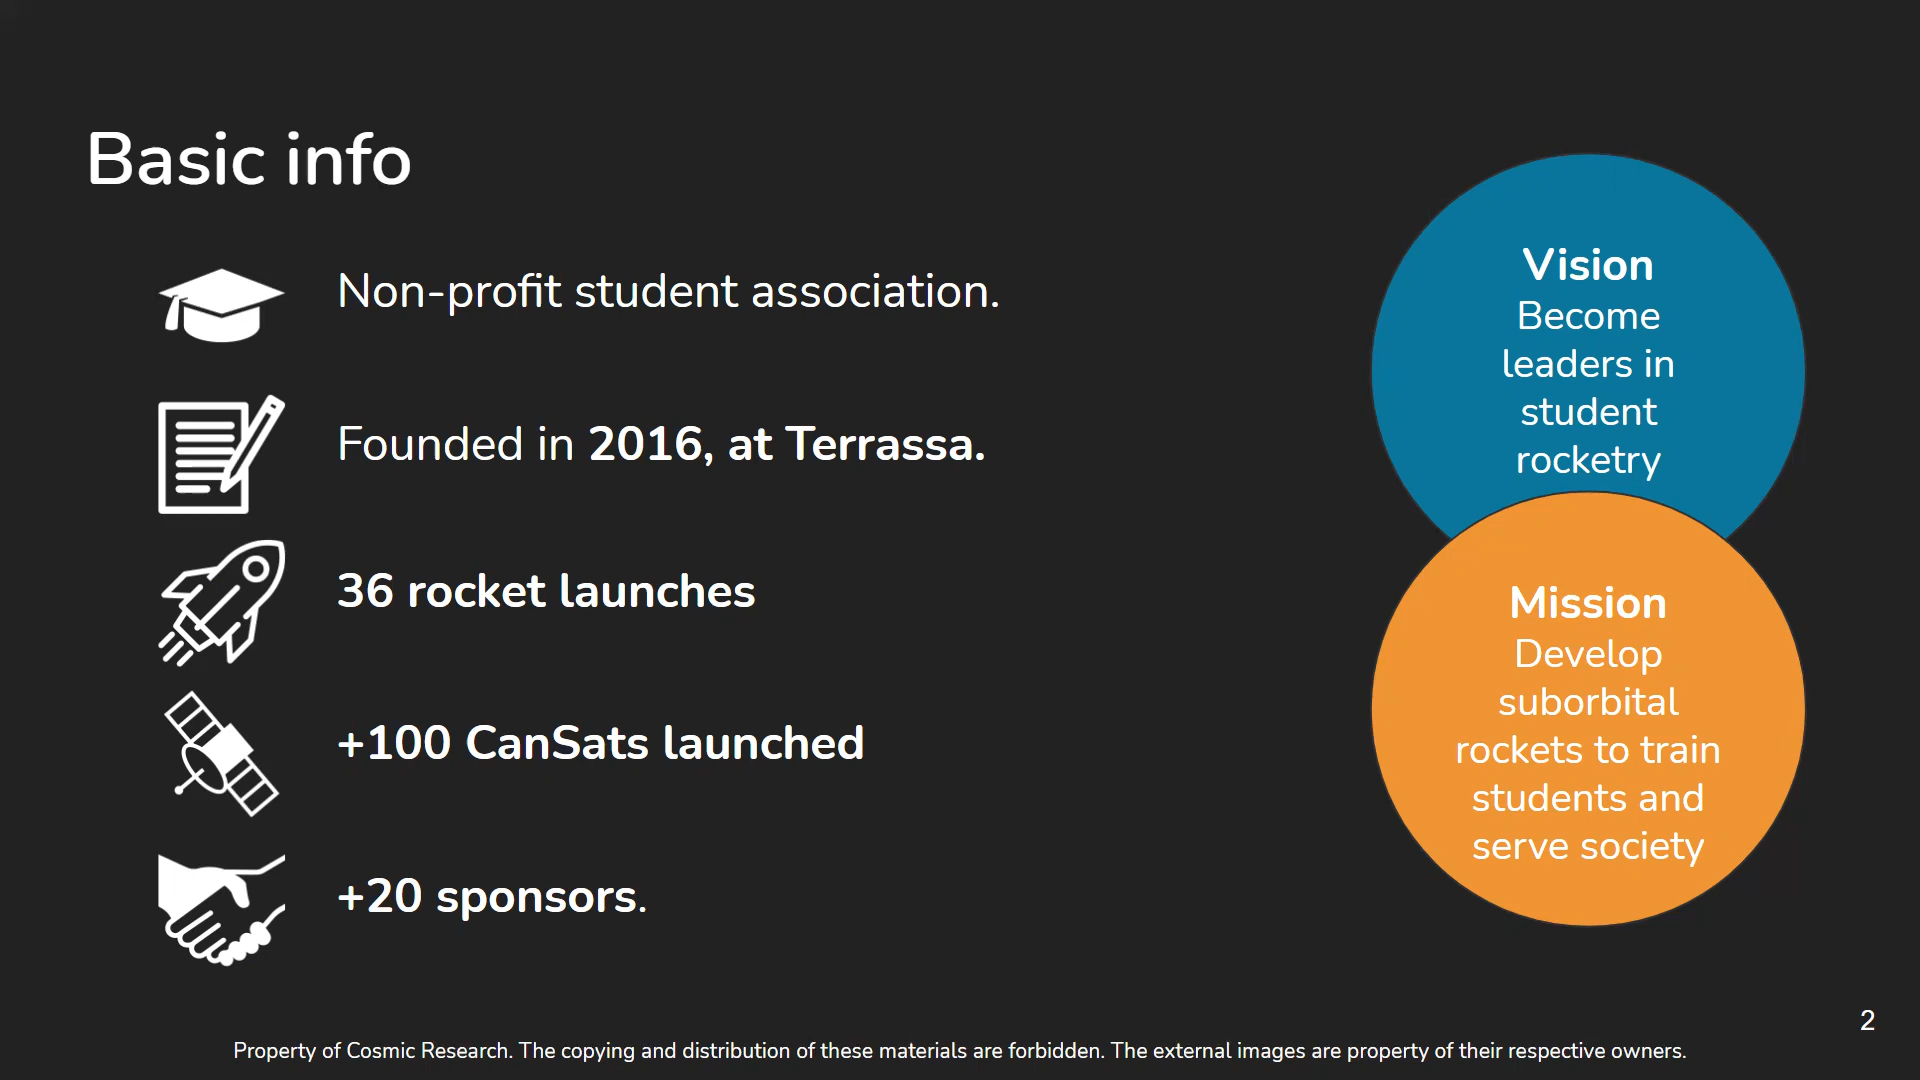 Basic info
Non-profit student association.
Founded in 2016, at Terrassa.
36 rocket launches
+100 CanSats launched
+20 sponsors.
Vision
Become
leaders in
student
rocketry
Mission
Develop
suborbital
rockets to train
students and
serve society
2
Property of Cosmic Research. The copying and distribution of these materials are forbidden. The external images are property of their respective owners.